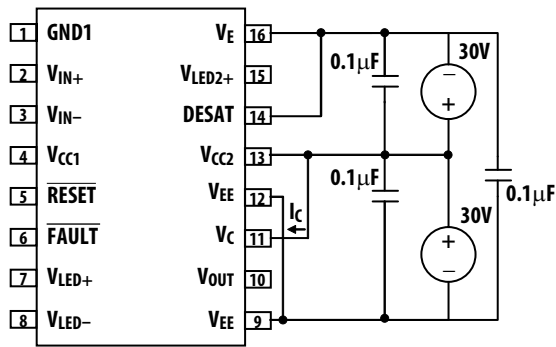 1 GND1 VE 16
30V
0.1μF
2 VIN+ VLED2+ 15
− 
+
3 VIN− DESAT 14
4 VCC1 VCC2 13
0.1μF
5 RESET VEE 12
0.1μF
IC
30V
6 FAULT VC 11
+
−
7 VLED+ VOUT 10
8 VLED− VEE 9